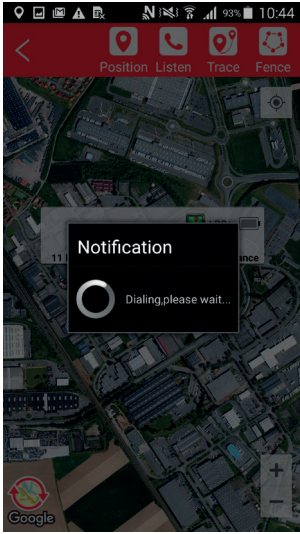 93% 10:44
Position Listen Trace Fence
Notification
Dialing,please wait...
Google